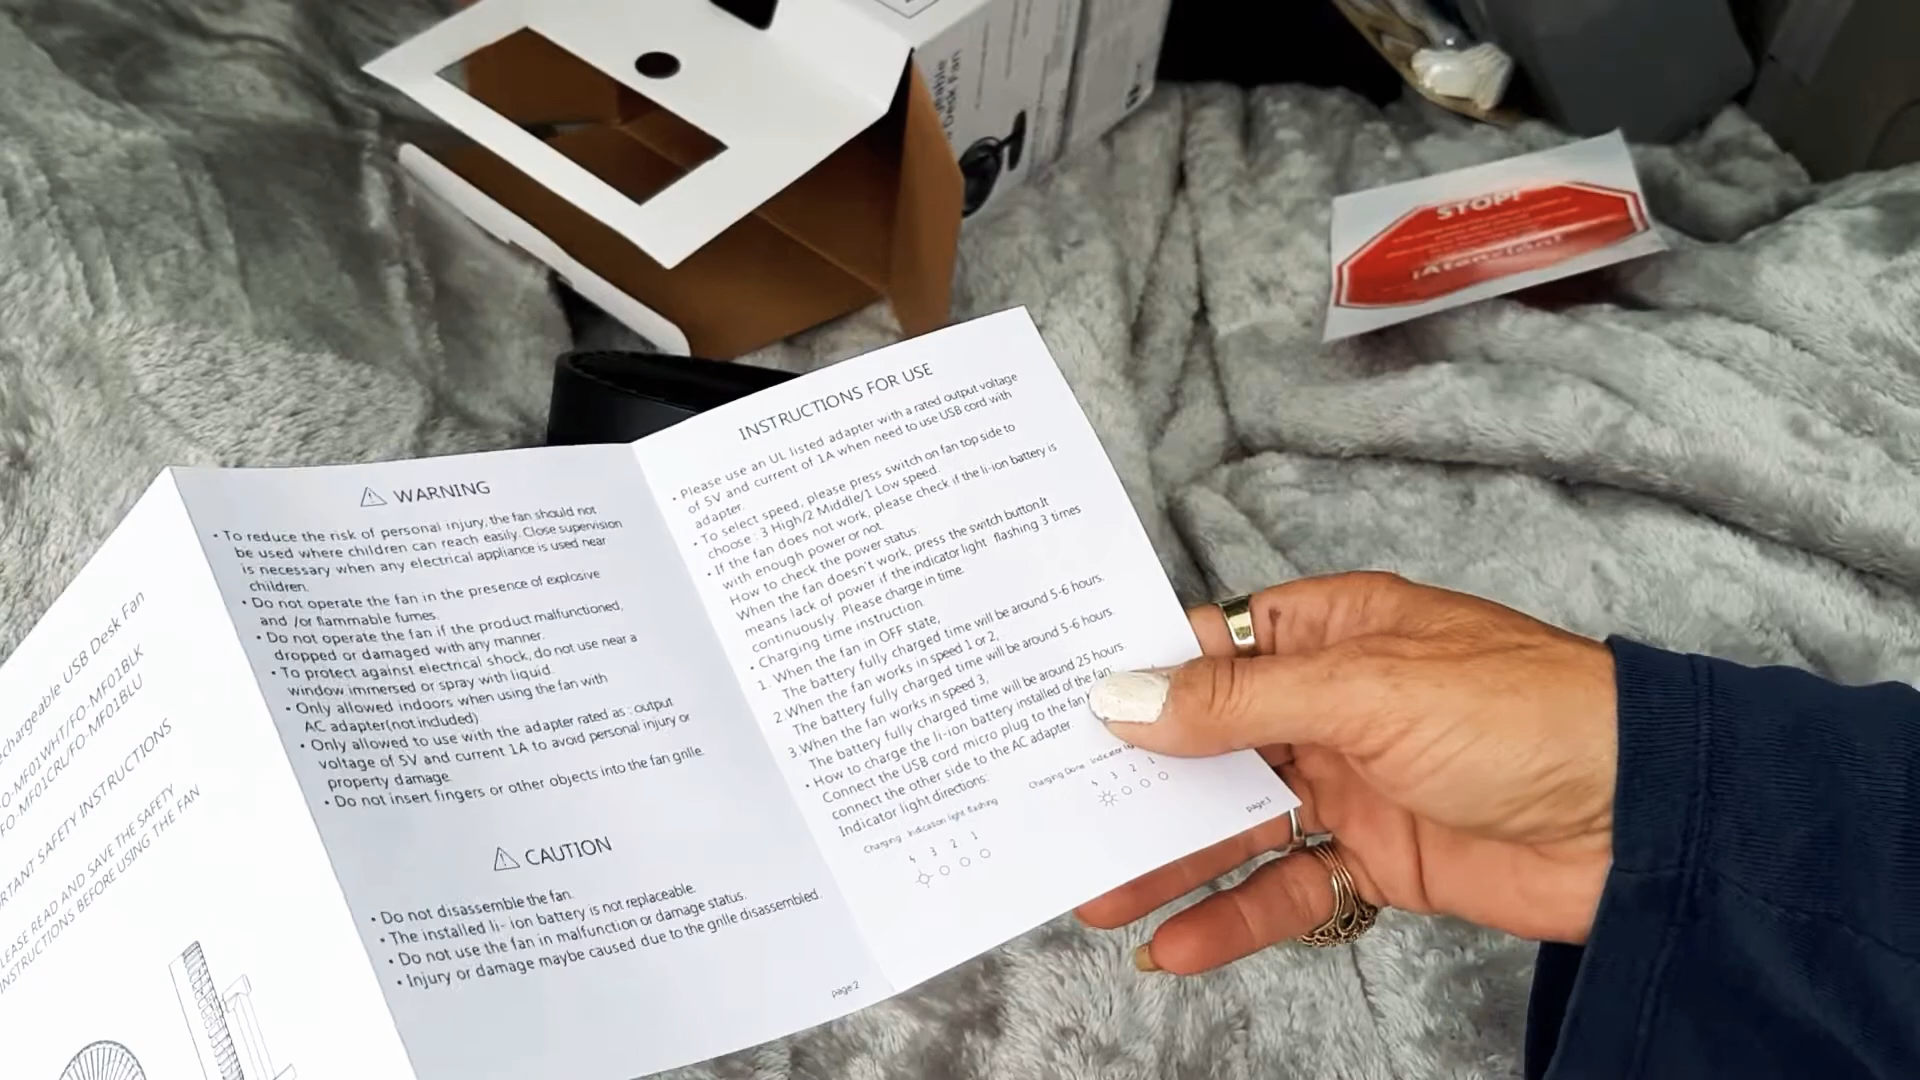 able
Desk Fan
STOP!
¡Atención!
echargeable USB Desk Fan
O-MF01WHT/FO-MF01BLK
FO-MF01CRL/FO-MF01BLU
RTANT SAFETY INSTRUCTIONS
LEASE READ AND SAVE THE SAFETY
INSTRUCTIONS BEFORE USING THE FAN
WARNING
• To reduce the risk of personal injury, the fan should not
be used where children can reach easily. Close supervision
is necessary when any electrical appliance is used near
children.
• Do not operate the fan in the presence of explosive
and /or flammable fumes.
• Do not operate the fan if the product malfunctioned,
dropped or damaged with any manner.
• To protect against electrical shock, do not use near a
window immersed or spray with liquid.
• Only allowed indoors when using the fan with
AC adapter(not included)
• Only allowed to use with the adapter rated as : output
voltage of 5V and current 1A to avoid personal injury or
property damage.
• Do not insert fingers or other objects into the fan grille.
CAUTION
• Do not disassemble the fan.
• The installed li- ion battery is not replaceable.
• Do not use the fan in malfunction or damage status.
• Injury or damage maybe caused due to the grille disassembled.
page 2
INSTRUCTIONS FOR USE
• Please use an UL listed adapter with a rated output voltage
of 5V and current of 1A when need to use USB cord with
adapter.
• To select speed, please press switch on fan top side to
choose : 3 High/2 Middle/1 Low speed.
• If the fan does not work, please check if the li-ion battery is
with enough power or not.
How to check the power status:
When the fan doesn't work, press the switch button.It
means lack of power if the indicator light flashing 3 times
continuously. Please charge in time.
• Charging time instruction:
1. When the fan in OFF state,
The battery fully charged time will be around 5-6 hours.
2.When the fan works in speed 1 or 2,
The battery fully charged time will be around 5-6 hours.
3.When the fan works in speed 3,
The battery fully charged time will be around 25 hours.
• How to charge the li-ion battery installed of the fan:
Connect the USB cord micro plug to the fan
connect the other side to the AC adapter.
Indicator light directions:
Charging Indication light flashing
4 3 2 1
Charging Done Indicator
4 3 2 1
page 3